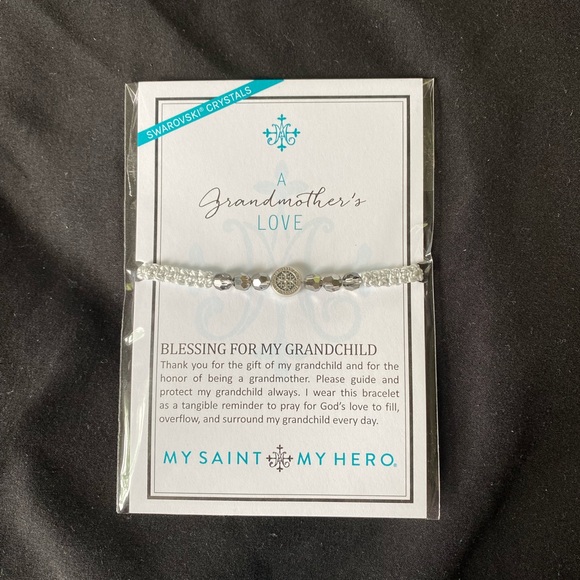 SWAROVSKI® CRYSTALS
A
Grandmother's
LOVE
BLESSING FOR MY GRANDCHILD
Thank you for the gift of my grandchild and for the
honor of being a grandmother. Please guide and
protect my grandchild always. I wear this bracelet
as a tangible reminder to pray for God's love to fill,
overflow, and surround my grandchild every day.
MY SAINT MY HERO®